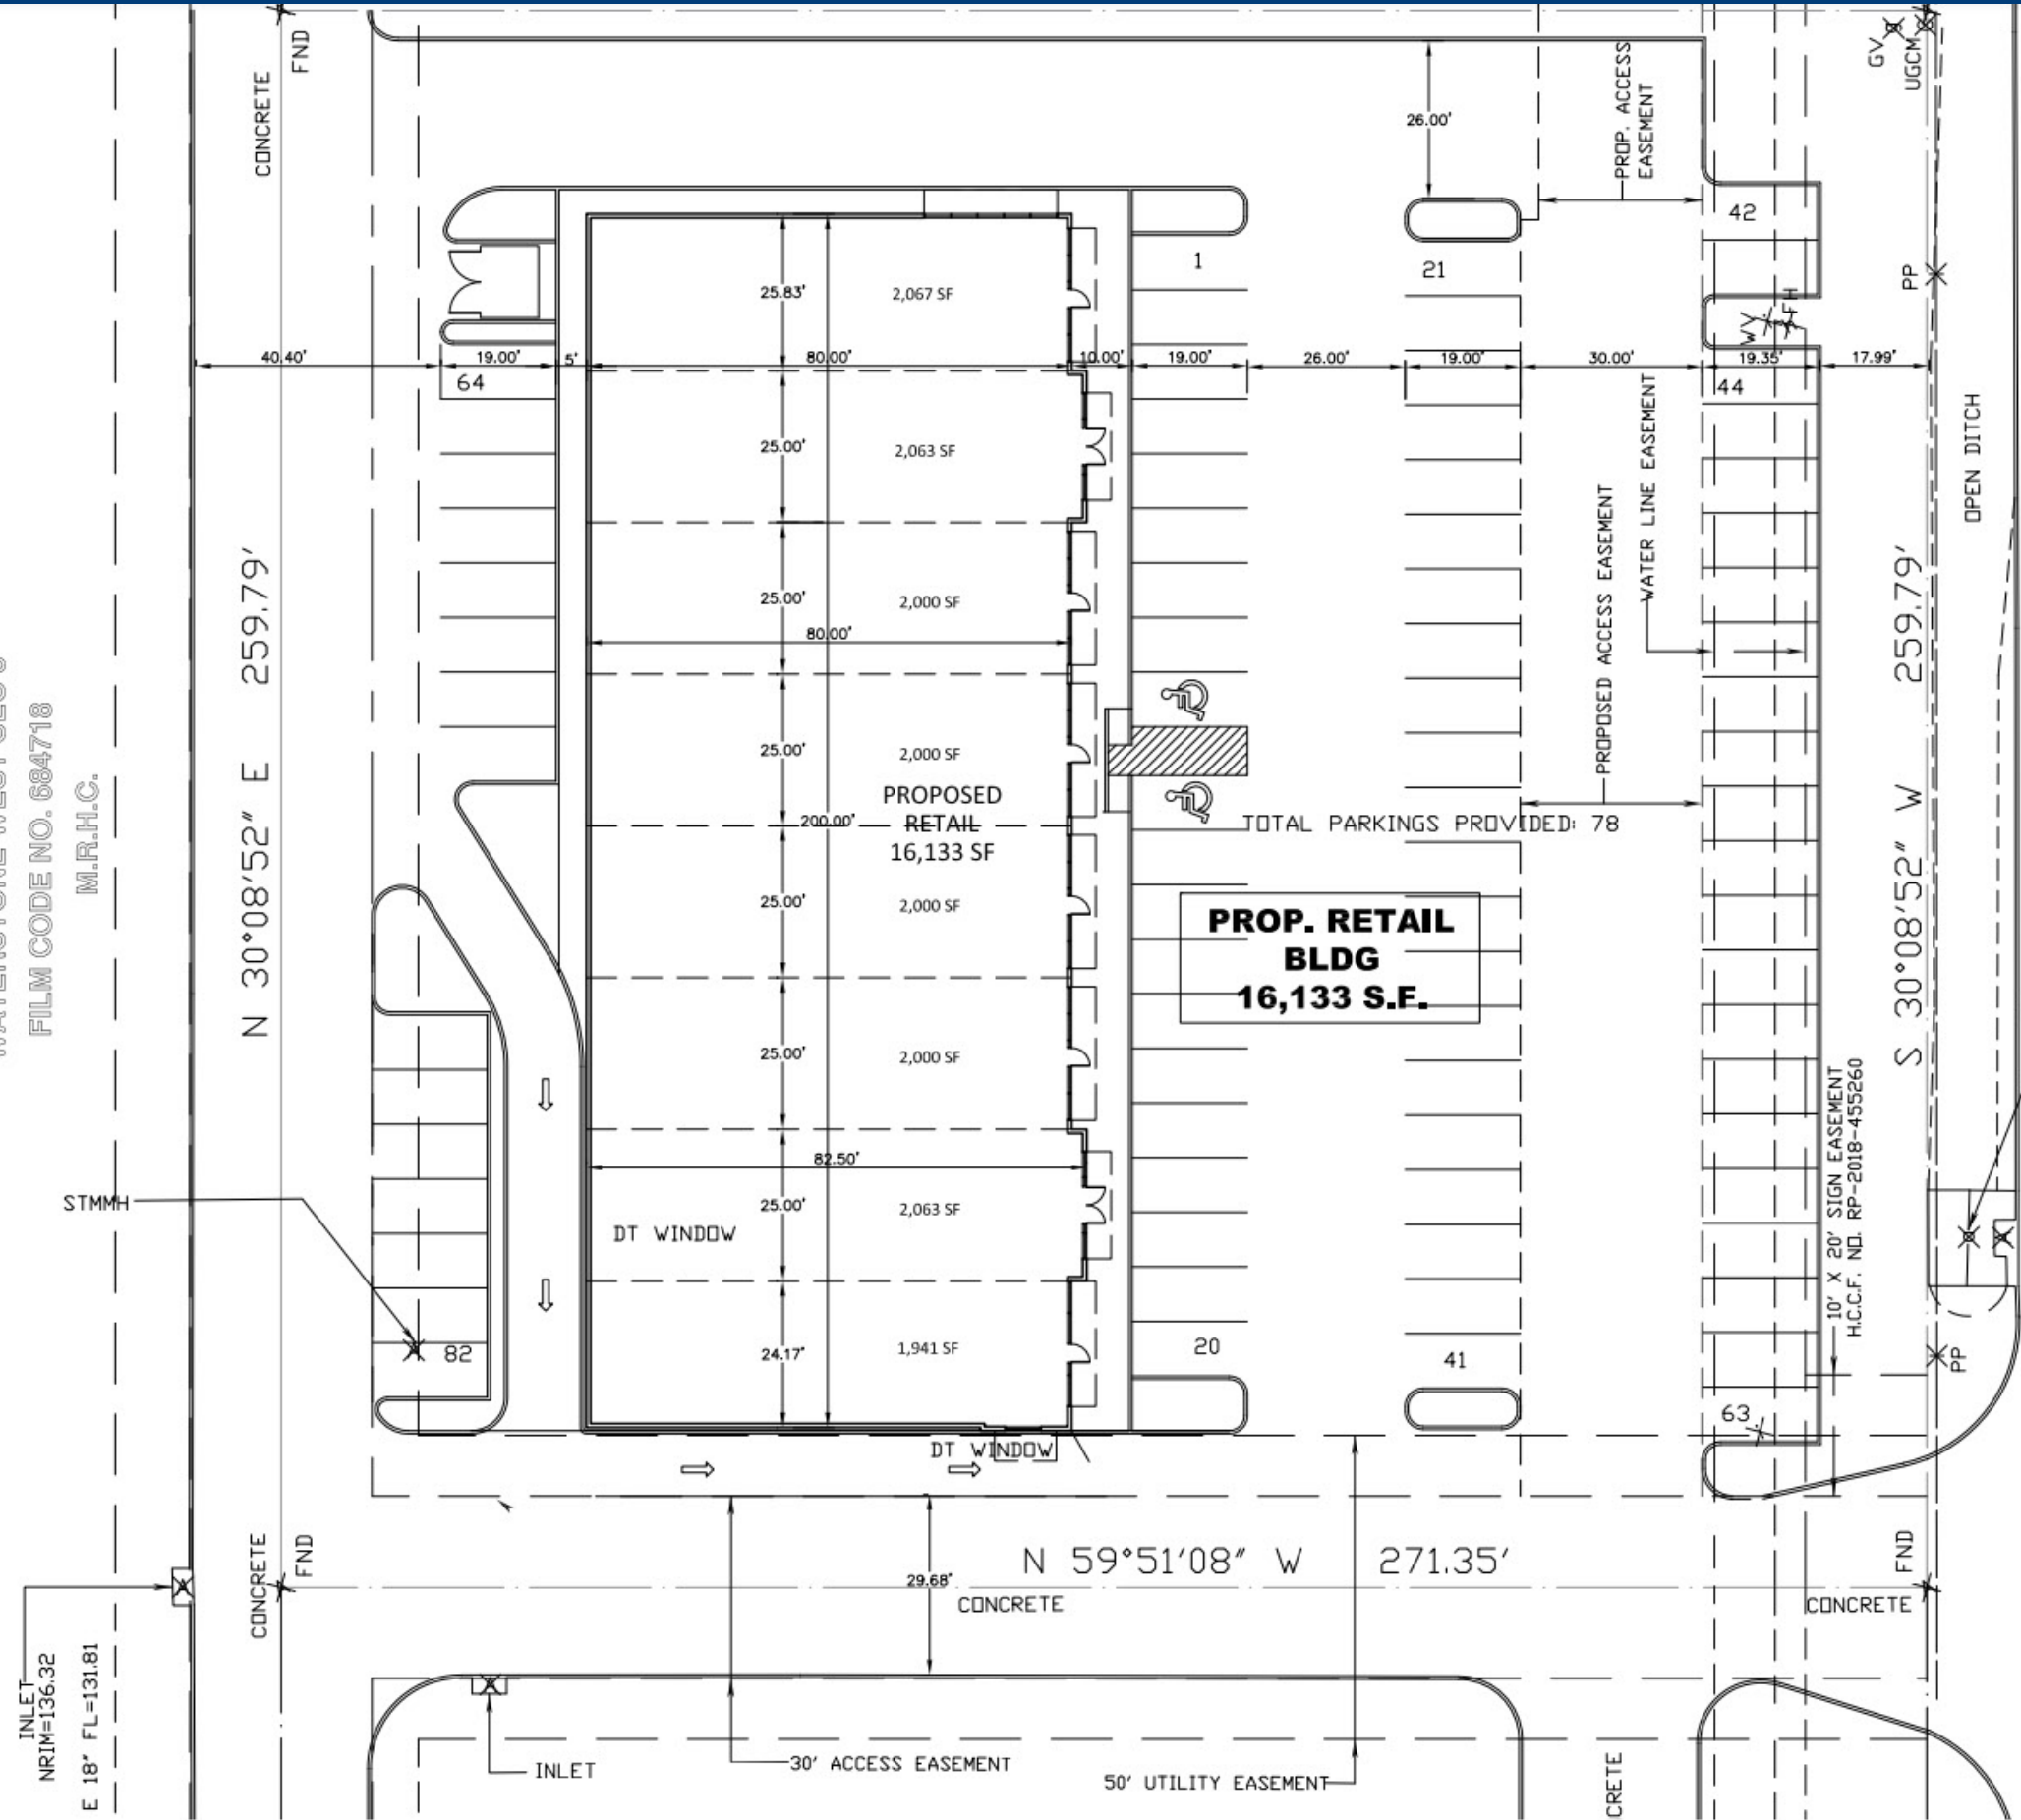 CONCRETE
FND
GV
UGCM
26.00'
PROP. ACCESS
EASEMENT
42
1
21
PP
25.83'
2,067 SF
WV
FH
40.40'
19.00'
5'
80.00'
10.00'
19.00'
26.00'
19.00'
30.00'
19.35'
17.99'
64
44
25.00'
2,063 SF
WATER LINE EASEMENT
OPEN DITCH
PROPOSED ACCESS EASEMENT
25.00'
2,000 SF
80.00'
N 30°08'52" E 259.79'
S 30°08'52" W 259.79'
FILM CODE NO. 684718
M.R.H.C.
25.00'
2,000 SF
PROPOSED
RETAIL
16,133 SF
200.00'
TOTAL PARKINGS PROVIDED: 78
25.00'
2,000 SF
PROP. RETAIL
BLDG
16,133 S.F.
25.00'
2,000 SF
82.50'
25.00'
2,063 SF
DT WINDOW
STMMH
10' X 20' SIGN EASEMENT
H.C.C.F. NO. RP-2018-455260
24.17'
1,941 SF
82
20
41
63
PP
DT WINDOW
CONCRETE
FND
N 59°51'08" W 271.35'
29.68'
CONCRETE
FND
CONCRETE
INLET
NRIM=136.32
E 18" FL=131.81
INLET
30' ACCESS EASEMENT
50' UTILITY EASEMENT